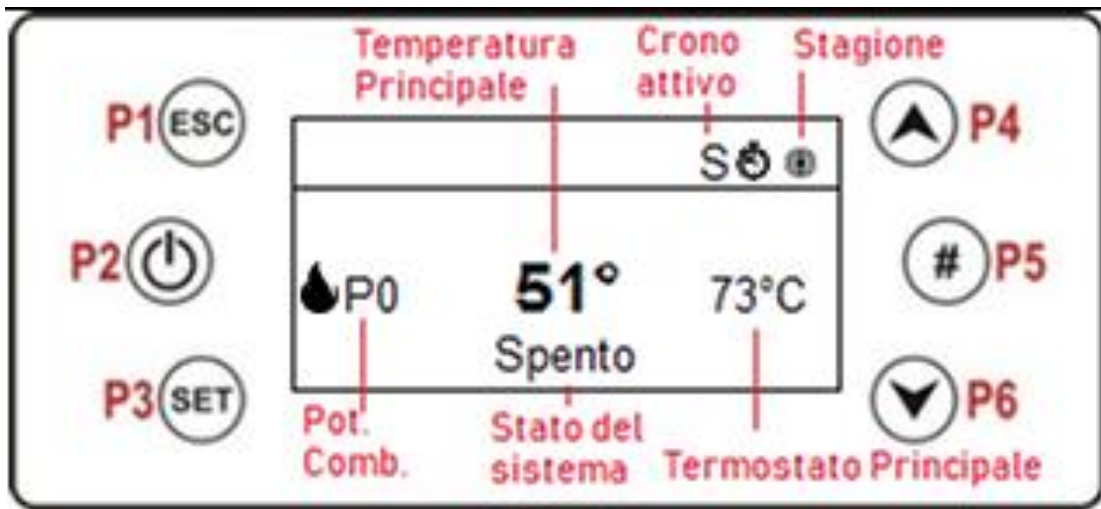 Temperatura
Principale
Crono
attivo
Stagione
P1 ESC
P4
S
P2
P0 51° 73°C
# P5
Spento
P3 SET
P6
Pot.
Comb.
Stato del
sistema
Termostato Principale